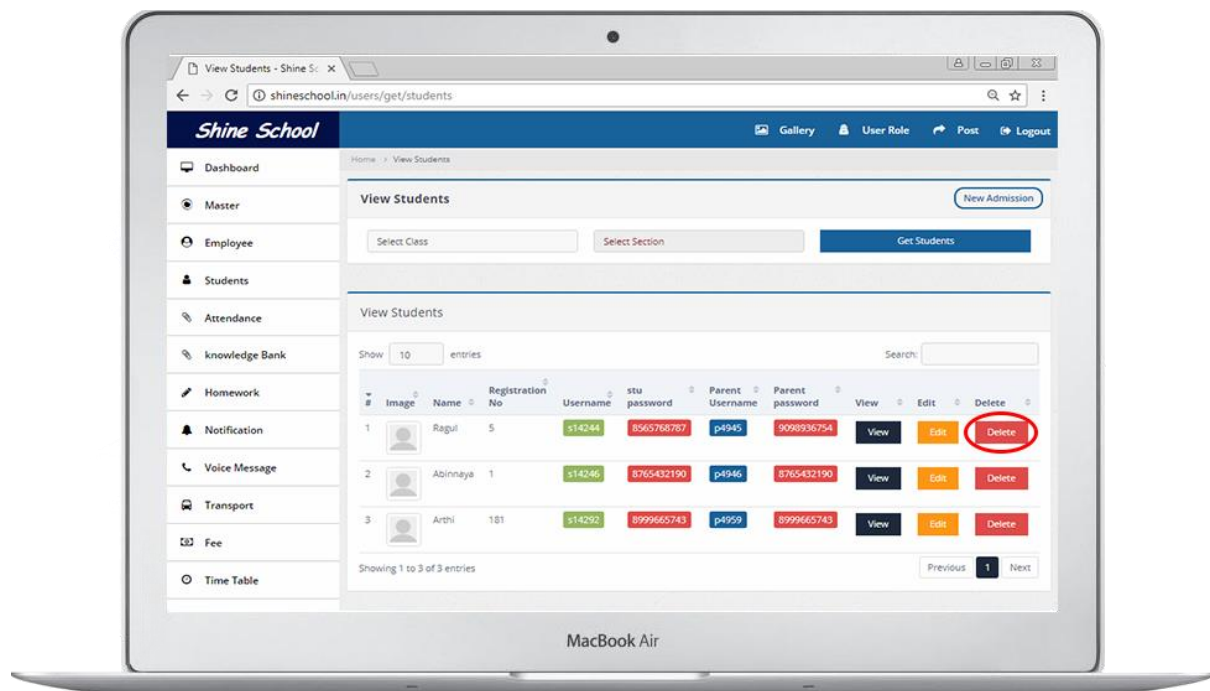 View Students - Shine Sc
shineschool.in/users/get/students
Shine School
Gallery User Role Post Logout
Home View Students
Dashboard
Master
Employee
Students
Attendance
knowledge Bank
Homework
Notification
Voice Message
Transport
Fee
Time Table
View Students New Admission
Select Class Select Section Get Students
View Students
Show 10 entries Search:
# Image Name Registration No Username stu password Parent Username Parent password View Edit Delete
1 Ragul 5 s14244 8565768787 p4945 9098936754 View Edit Delete
2 Abinnaya 1 s14246 8765432190 p4946 8765432190 View Edit Delete
3 Arthi 181 s14292 8999665743 p4959 8999665743 View Edit Delete
Showing 1 to 3 of 3 entries Previous 1 Next
MacBook Air